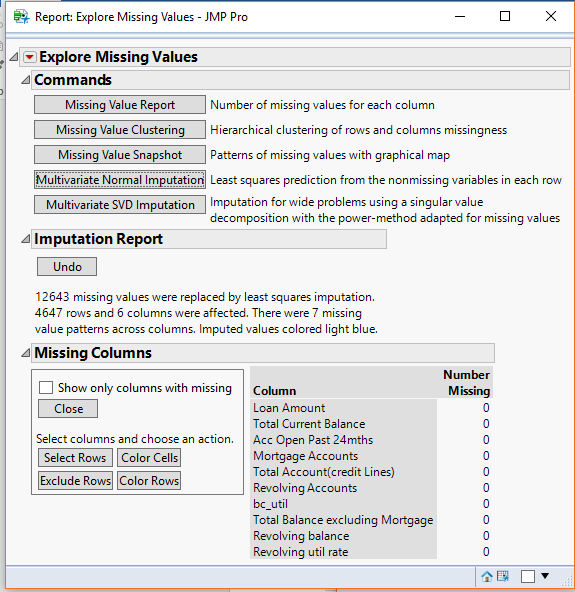 Report: Explore Missing Values - JMP Pro
Explore Missing Values
Commands
Missing Value Report Number of missing values for each column
Missing Value Clustering Hierarchical clustering of rows and columns missingness
Missing Value Snapshot Patterns of missing values with graphical map
Multivariate Normal Imputation Least squares prediction from the nonmissing variables in each row
Multivariate SVD Imputation Imputation for wide problems using a singular value
decomposition with the power-method adapted for missing values
Imputation Report
Undo
12643 missing values were replaced by least squares imputation.
4647 rows and 6 columns were affected. There were 7 missing
value patterns across columns. Imputed values colored light blue.
Missing Columns
Show only columns with missing
Close
Select columns and choose an action.
Select Rows Color Cells
Exclude Rows Color Rows
Number
Column Missing
Loan Amount 0
Total Current Balance 0
Acc Open Past 24mths 0
Mortgage Accounts 0
Total Account(credit Lines) 0
Revolving Accounts 0
bc_util 0
Total Balance excluding Mortgage 0
Revolving balance 0
Revolving util rate 0